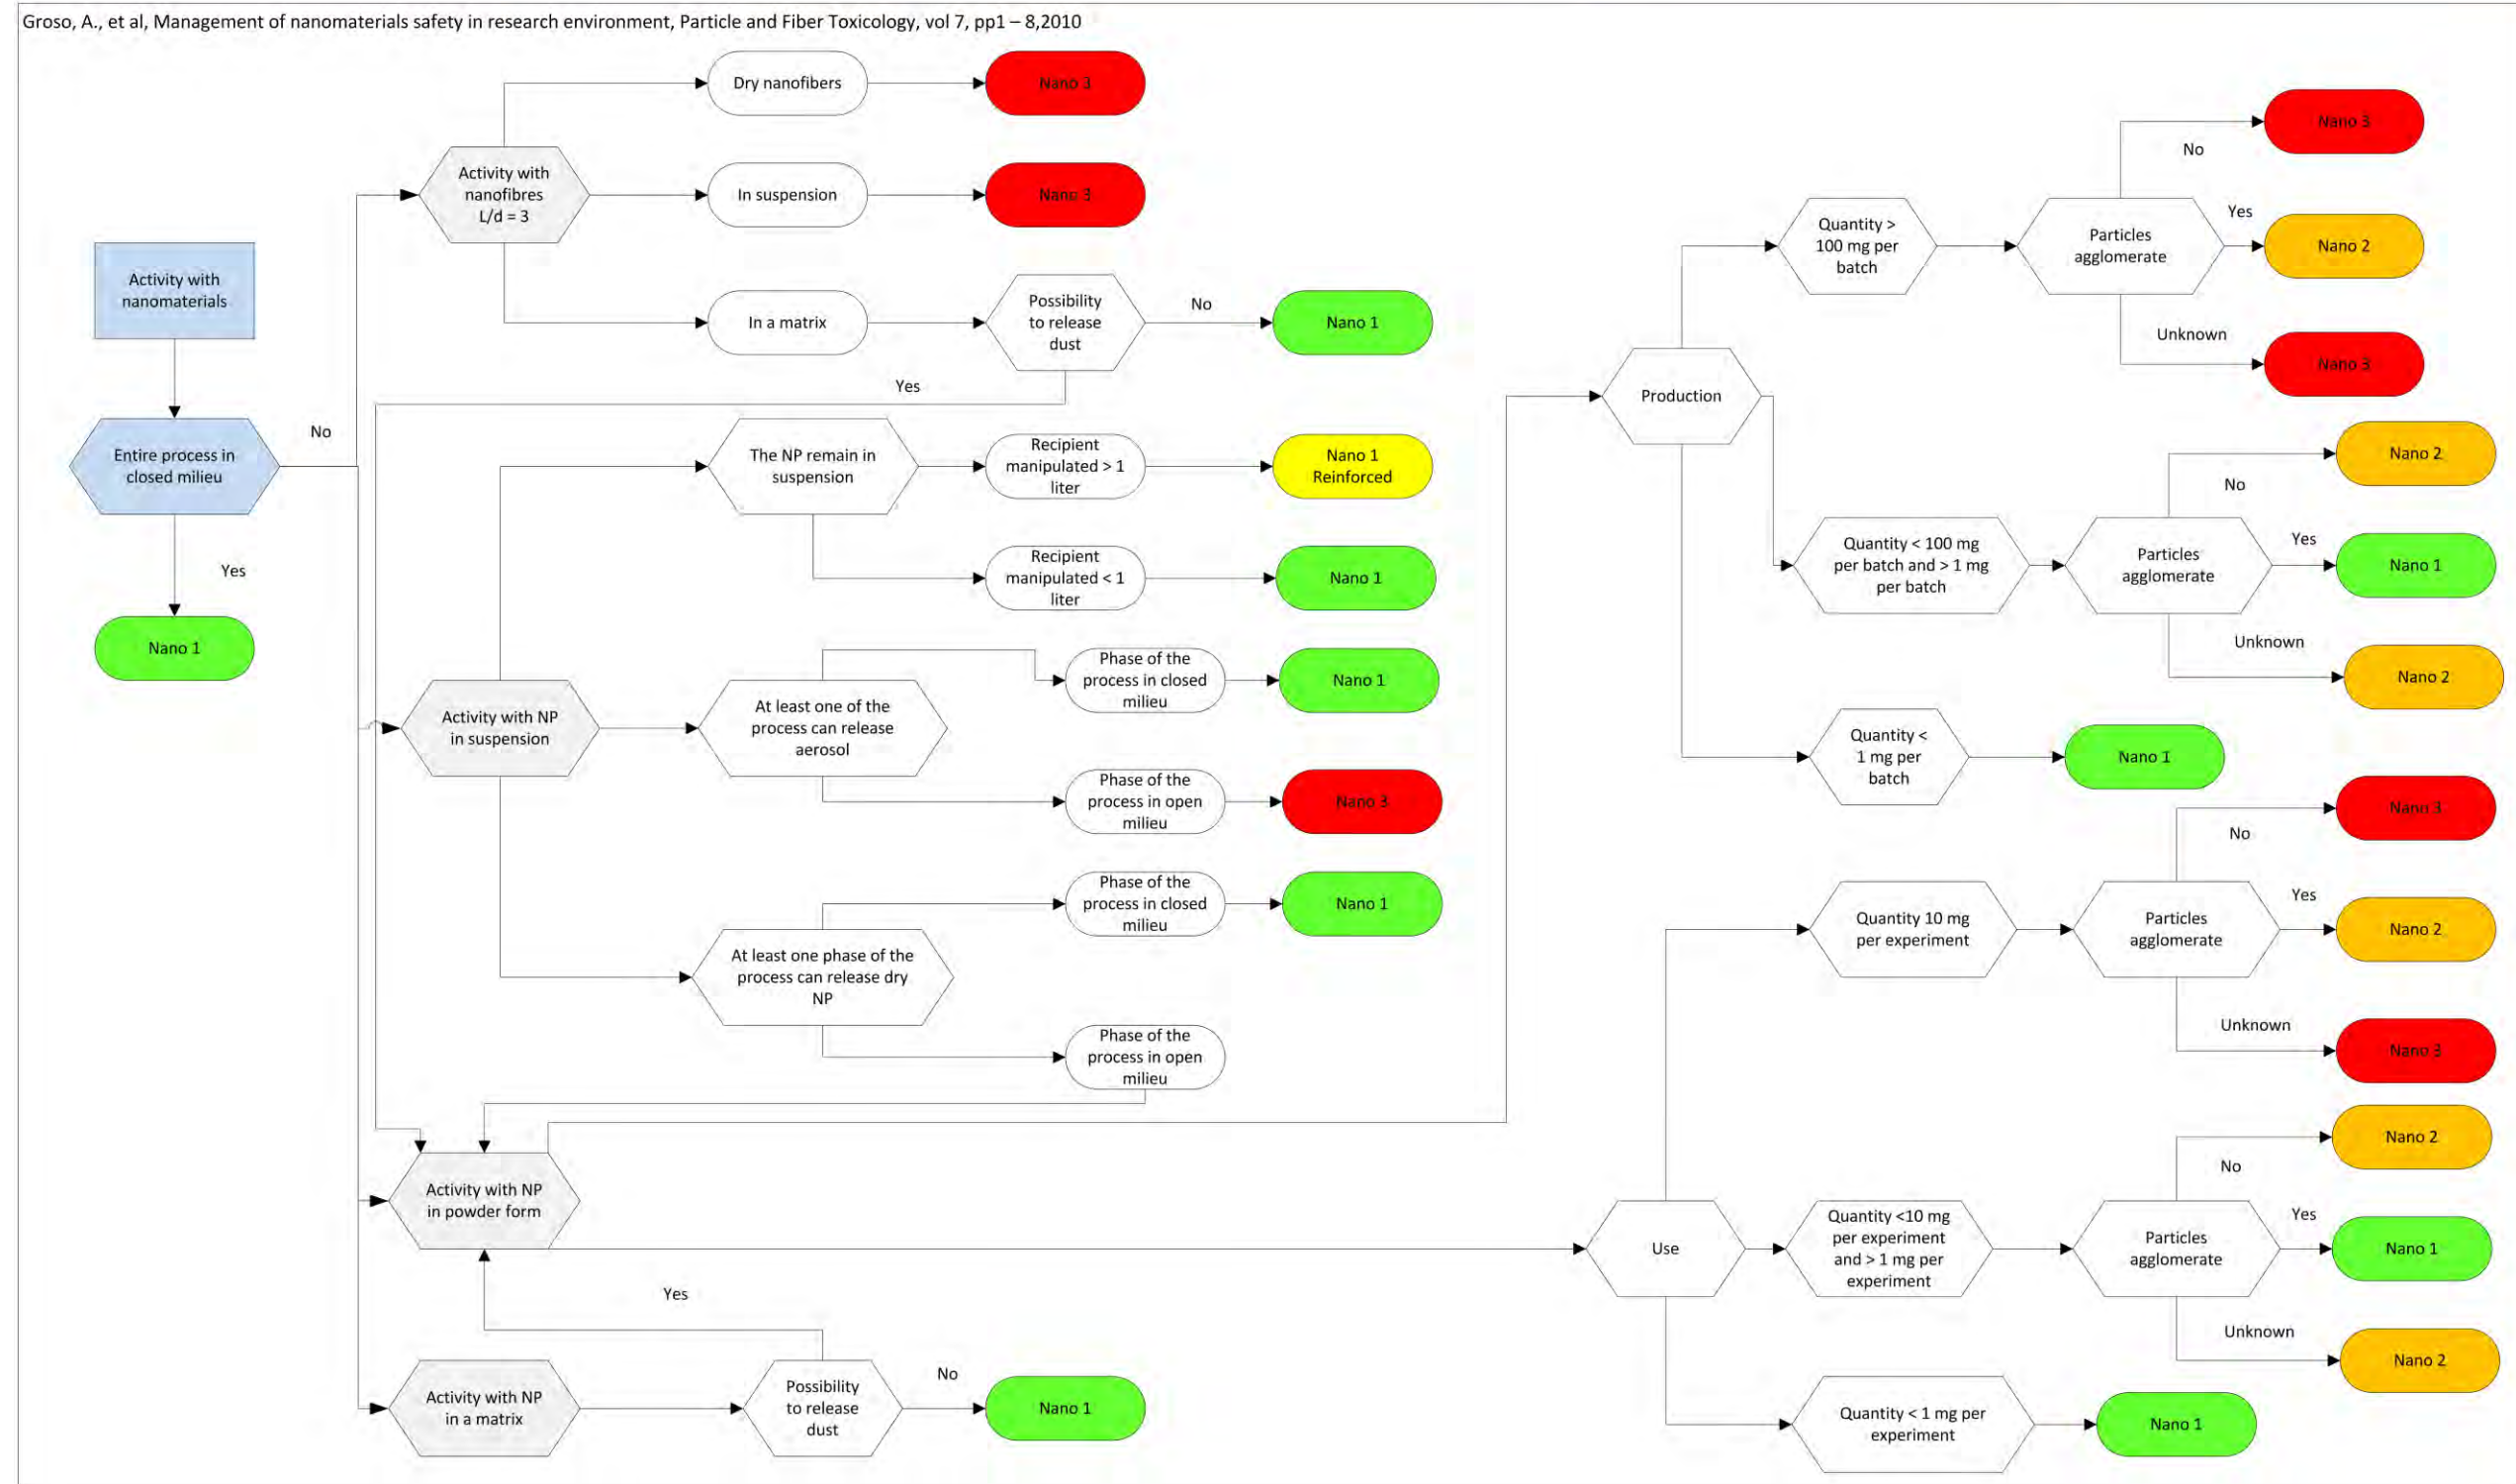 Groso, A., et al, Management of nanomaterials safety in research environment, Particle and Fiber Toxicology, vol 7, pp1 – 8,2010
Activity with
nanomaterials
Entire process in
closed milieu
No
Yes
Nano 1
Activity with
nanofibres
L/d = 3
Dry nanofibers
Nano 3
In suspension
Nano 3
In a matrix
Possibility
to release
dust
No
Nano 1
Yes
Activity with NP
in suspension
The NP remain in
suspension
Recipient
manipulated > 1
liter
Nano 1
Reinforced
Recipient
manipulated < 1
liter
Nano 1
At least one of the
process can release
aerosol
Phase of the
process in closed
milieu
Nano 1
Phase of the
process in open
milieu
Nano 3
At least one phase of the
process can release dry
NP
Phase of the
process in closed
milieu
Nano 1
Phase of the
process in open
milieu
Activity with NP
in powder form
Yes
Activity with NP
in a matrix
Possibility
to release
dust
No
Nano 1
Production
Quantity >
100 mg per
batch
Particles
agglomerate
No
Nano 3
Yes
Nano 2
Unknown
Nano 3
Quantity < 100 mg
per batch and > 1 mg
per batch
Particles
agglomerate
No
Nano 2
Yes
Nano 1
Unknown
Nano 2
Quantity <
1 mg per
batch
Nano 1
Use
Quantity 10 mg
per experiment
Particles
agglomerate
No
Nano 3
Yes
Nano 2
Unknown
Nano 3
Quantity <10 mg
per experiment
and > 1 mg per
experiment
Particles
agglomerate
No
Nano 2
Yes
Nano 1
Unknown
Nano 2
Quantity < 1 mg per
experiment
Nano 1